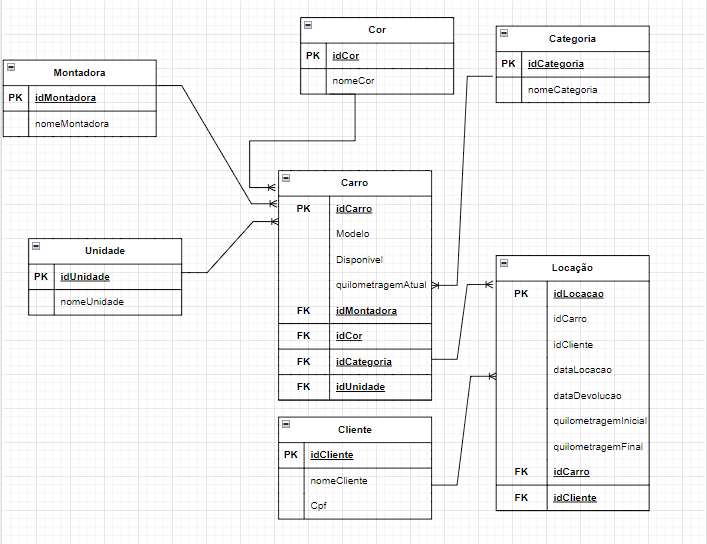 Cor
PK idCor
nomeCor
Categoria
PK idCategoria
nomeCategoria
Montadora
PK idMontadora
nomeMontadora
Carro
PK idCarro
Modelo
Disponivel
quilometragemAtual
FK idMontadora
FK idCor
FK idCategoria
FK idUnidade
Unidade
PK idUnidade
nomeUnidade
Locação
PK idLocacao
idCarro
idCliente
dataLocacao
dataDevolucao
quilometragemInicial
quilometragemFinal
FK idCarro
FK idCliente
Cliente
PK idCliente
nomeCliente
Cpf